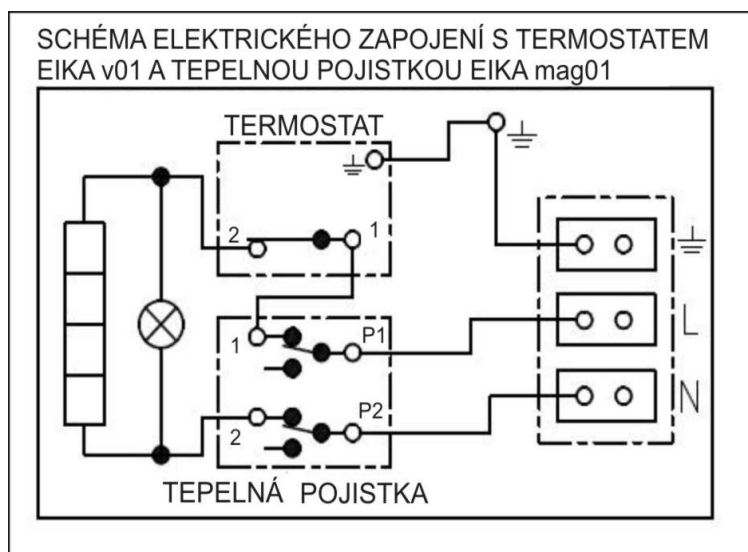 SCHÉMA ELEKTRICKÉHO ZAPOJENÍ S TERMOSTATEM
EIKA v01 A TEPELNOU POJISTKOU EIKA mag01
TERMOSTAT
2 1
1 P1
L
2 P2
N
TEPELNÁ POJISTKA